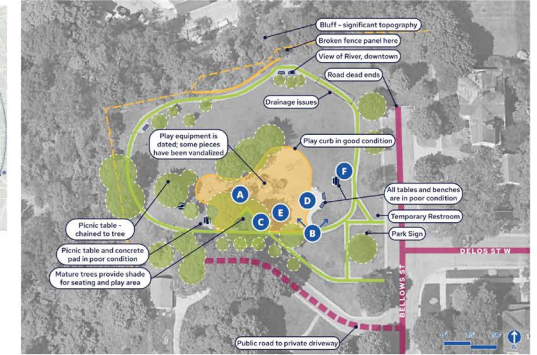 Bluff - significant topography
Broken fence panel here
View of River, downtown
Road dead ends
Drainage issues
Play equipment is
dated; some pieces
have been vandalized
Play curb in good condition
F
A
D
E
C
B
All tables and benches
are in poor condition
Temporary Restroom
Park Sign
Picnic table -
chained to tree
Picnic table and concrete
pad in poor condition
Mature trees provide shade
for seating and play area
DELOS ST W
BELLOWS ST
Public road to private driveway